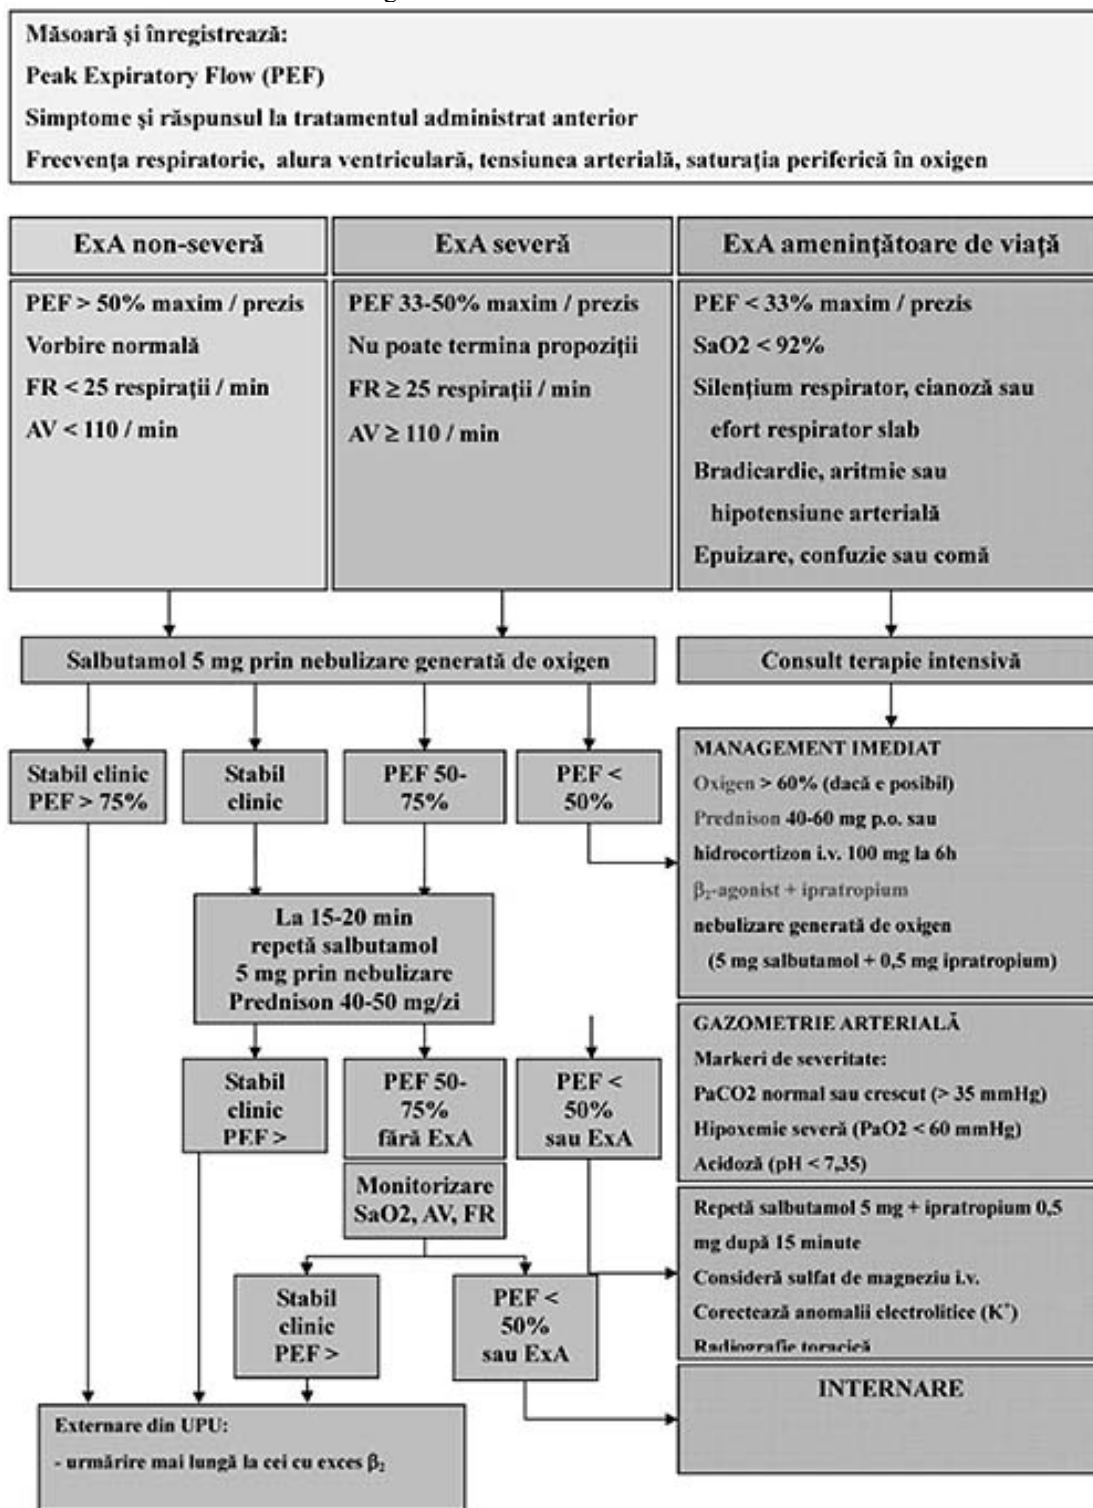 Măsoară și înregistrează:
Peak Expiratory Flow (PEF)
Simptome și răspunsul la tratamentul administrat anterior
Frecvența respiratorie, alura ventriculară, tensiunea arterială, saturația periferică în oxigen
ExA non-severă
PEF > 50% maxim / prezis
Vorbire normală
FR < 25 respirații / min
AV < 110 / min
ExA severă
PEF 33-50% maxim / prezis
Nu poate termina propoziții
FR ≥ 25 respirații / min
AV ≥ 110 / min
ExA amenințătoare de viață
PEF < 33% maxim / prezis
SaO2 < 92%
Silențium respirator, cianoză sau
efort respirator slab
Bradicardie, aritmie sau
hipotensiune arterială
Epuizare, confuzie sau comă
Salbutamol 5 mg prin nebulizare generată de oxigen
Consult terapie intensivă
Stabil clinic
PEF > 75%
Stabil
clinic
PEF 50-
75%
PEF <
50%
MANAGEMENT IMEDIAT
Oxigen > 60% (dacă e posibil)
Prednison 40-60 mg p.o. sau
hidrocortizon i.v. 100 mg la 6h
β₂-agonist + ipratropium
nebulizare generată de oxigen
(5 mg salbutamol + 0,5 mg ipratropium)
La 15-20 min
repetă salbutamol
5 mg prin nebulizare
Prednison 40-50 mg/zi
GAZOMETRIE ARTERIALĂ
Markeri de severitate:
PaCO2 normal sau crescut (> 35 mmHg)
Hipoxemie severă (PaO2 < 60 mmHg)
Acidoză (pH < 7,35)
Stabil
clinic
PEF >
PEF 50-
75%
fără ExA
PEF <
50%
sau ExA
Monitorizare
SaO2, AV, FR
Repetă salbutamol 5 mg + ipratropium 0,5
mg după 15 minute
Consideră sulfat de magneziu i.v.
Corectează anomalii electrolitice (K⁺)
Radiografie toracică
Stabil
clinic
PEF >
PEF <
50%
sau ExA
INTERNARE
Externare din UPU:
- urmărire mai lungă la cei cu exces β₂